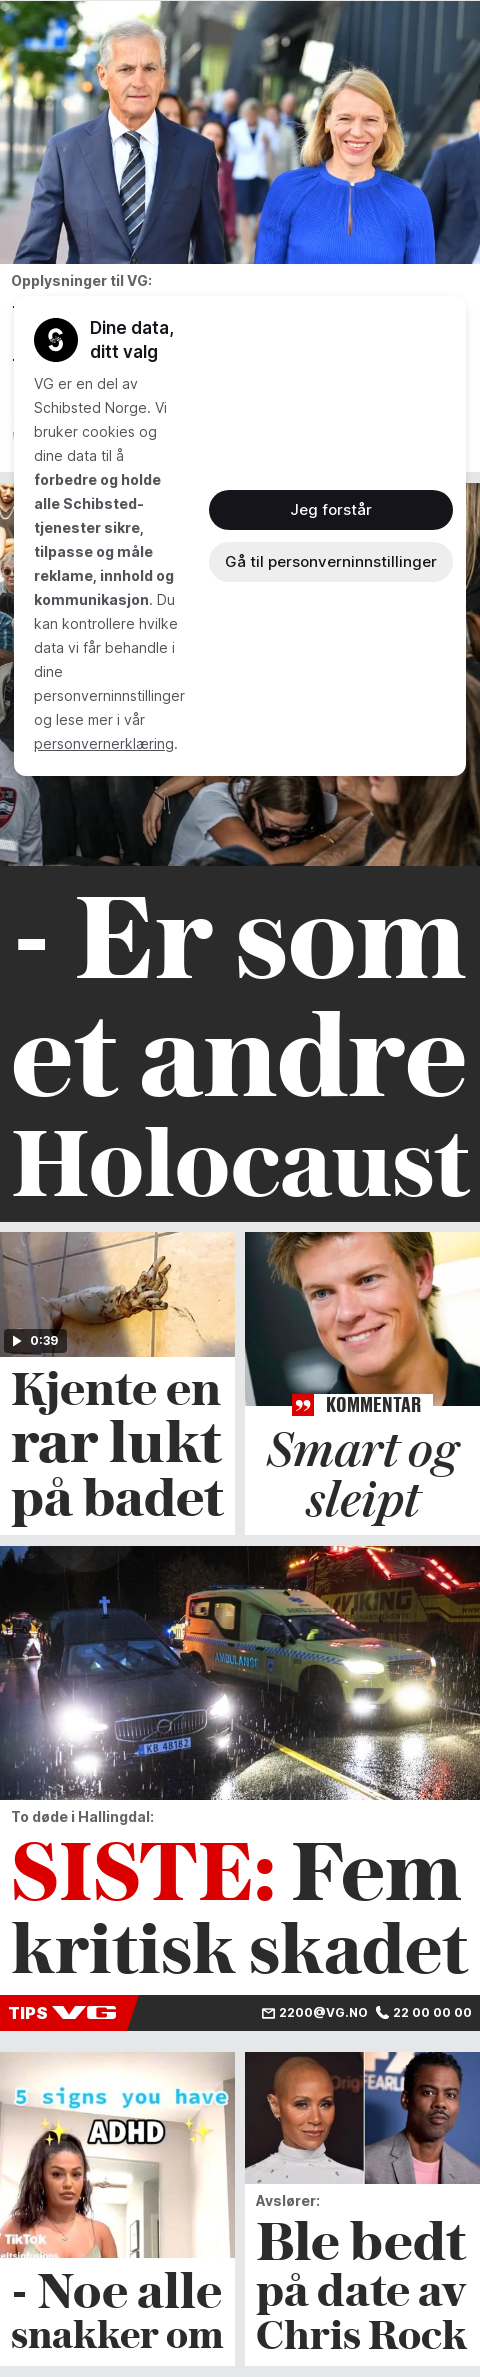 Opplysninger til VG:
Dine data,
ditt valg
VG er en del av
Schibsted Norge. Vi
bruker cookies og
dine data til å
forbedre og holde
alle Schibsted-
tjenester sikre,
tilpasse og måle
reklame, innhold og
kommunikasjon. Du
kan kontrollere hvilke
data vi får behandle i
dine
personverninnstillinger
og lese mer i vår
personvernerklæring.
Jeg forstår
Gå til personverninnstillinger
- Er som
et andre
Holocaust
0:39
Kjente en
rar lukt
på badet
KOMMENTAR
Smart og
sleipt
AMBULANSE
VIKING
KB 48182
To døde i Hallingdal:
SISTE: Fem
kritisk skadet
TIPS VG
2200@VG.NO 22 00 00 00
5 signs you have
ADHD
TikTok
- Noe alle
snakker om
Avslører:
Ble bedt
på date av
Chris Rock